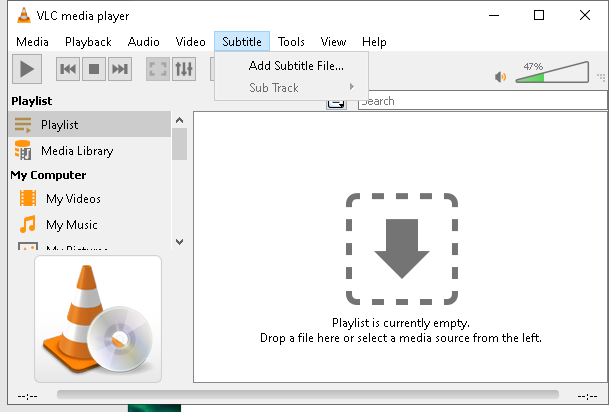 VLC media player
Media Playback Audio Video Subtitle Tools View Help
Add Subtitle File...
Sub Track
47%
Playlist
Search
Playlist
Media Library
My Computer
My Videos
My Music
My Pictures
Playlist is currently empty.
Drop a file here or select a media source from the left.
--:--
--:--